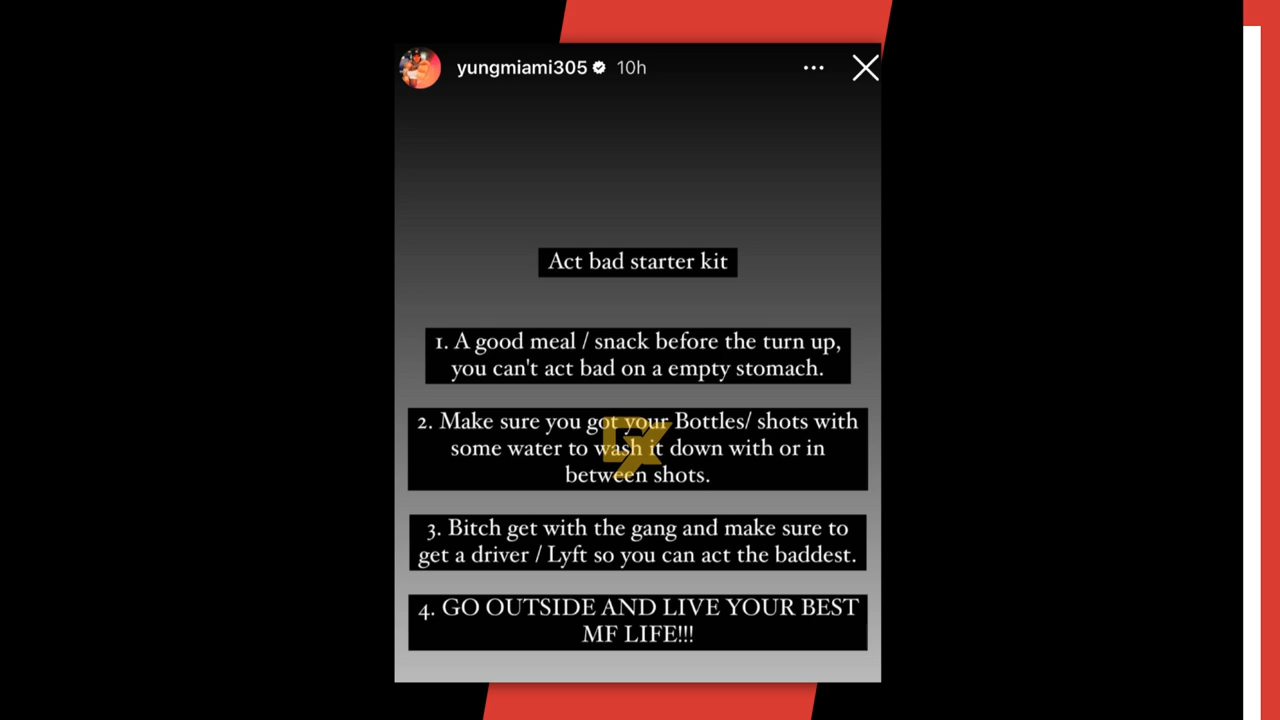 yungmiami305 10h
Act bad starter kit
1. A good meal / snack before the turn up,
you can't act bad on a empty stomach.
2. Make sure you got your Bottles/ shots with
some water to wash it down with or in
between shots.
DX
3. Bitch get with the gang and make sure to
get a driver / Lyft so you can act the baddest.
4. GO OUTSIDE AND LIVE YOUR BEST
MF LIFE!!!